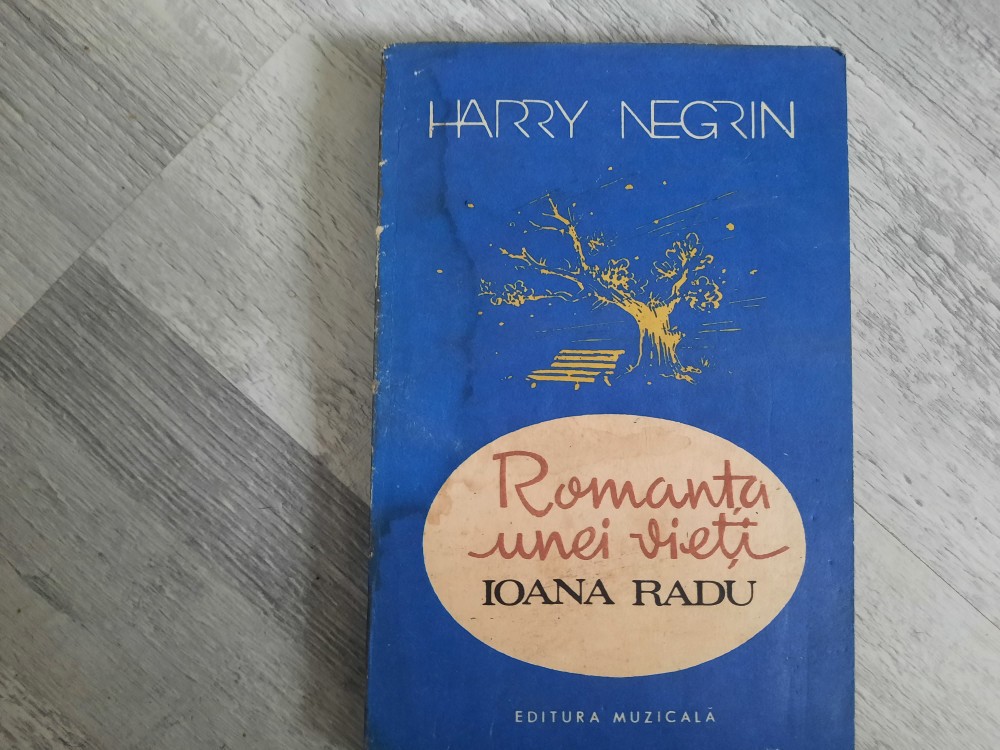 HARRY NEGRIN
Romanța
unei vieți
IOANA RADU
EDITURA MUZICALĂ